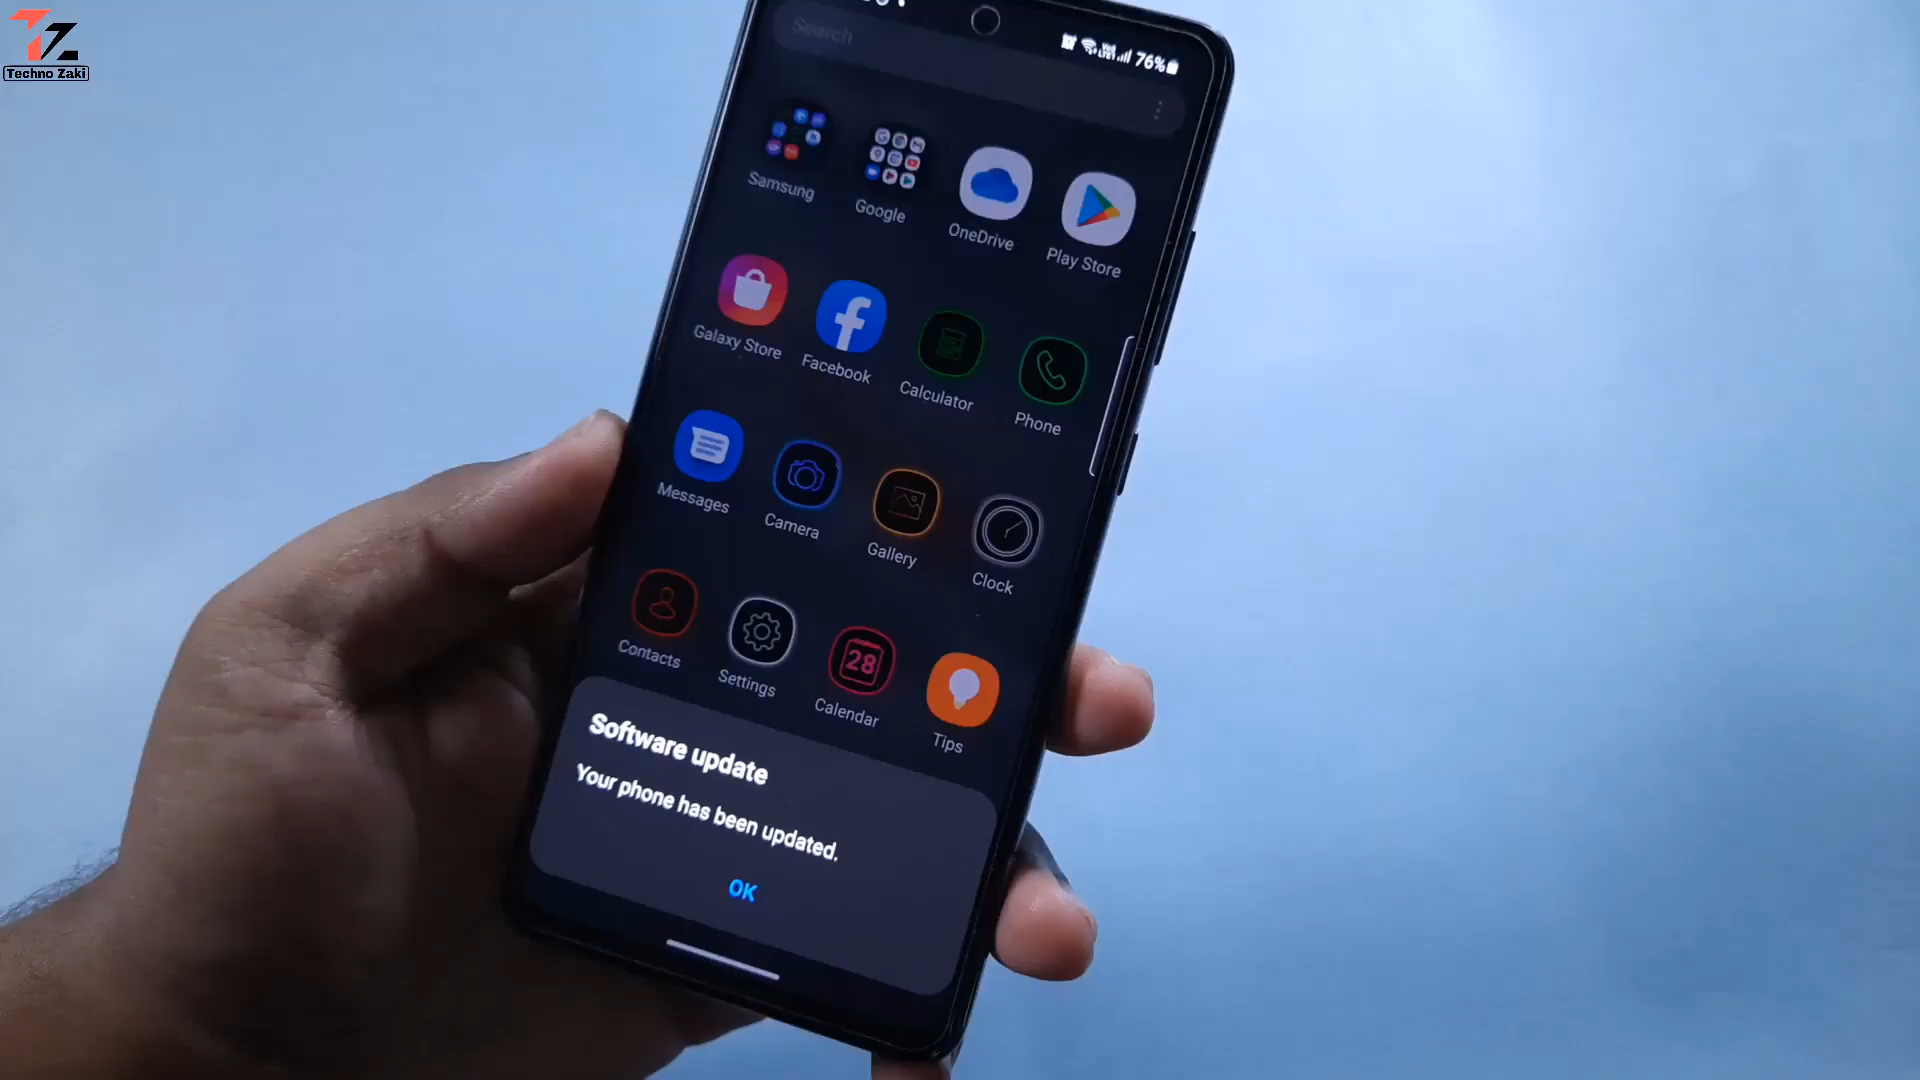 TZ
Techno Zaki
Search
76%
Samsung
Google
OneDrive
Play Store
Galaxy Store
Facebook
Calculator
Phone
Messages
Camera
Gallery
Clock
Contacts
Settings
28
Calendar
Tips
Software update
Your phone has been updated.
OK